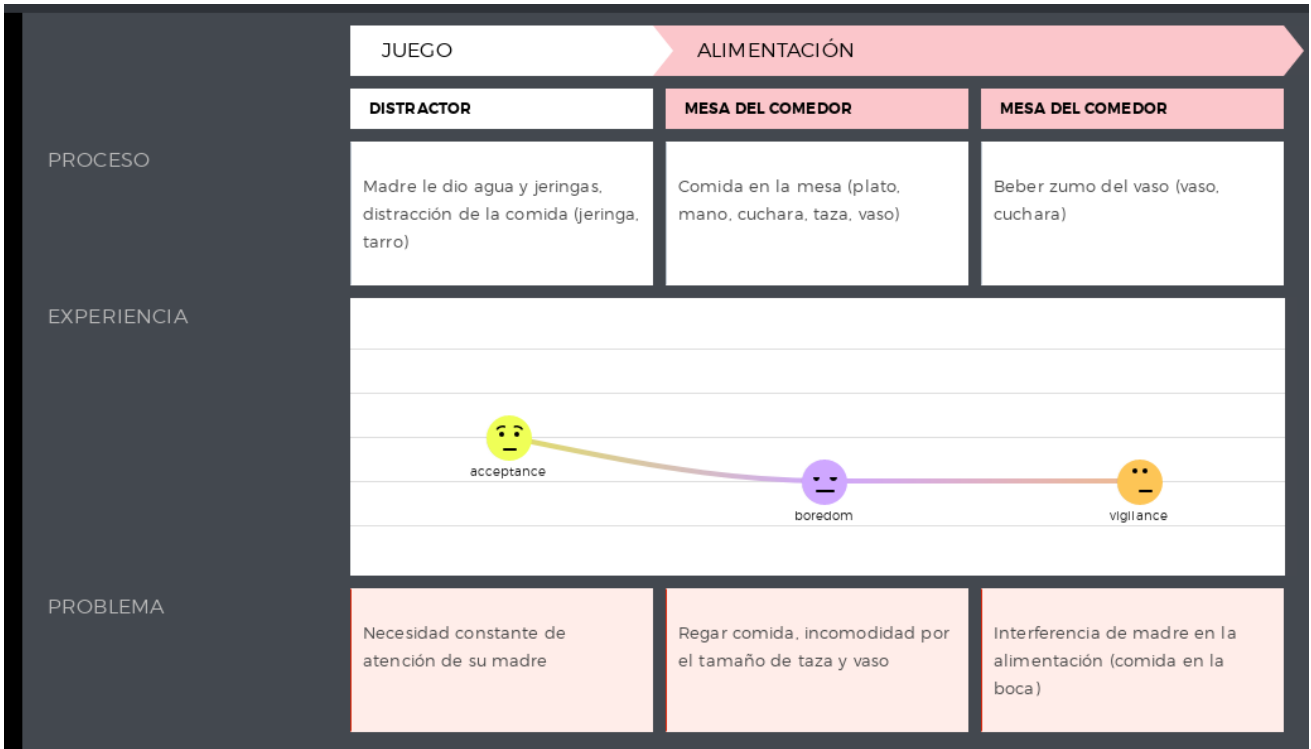 JUEGO
ALIMENTACIÓN
DISTRACTOR
MESA DEL COMEDOR
MESA DEL COMEDOR
PROCESO
Madre le dio agua y jeringas,
distracción de la comida (jeringa,
tarro)
Comida en la mesa (plato,
mano, cuchara, taza, vaso)
Beber zumo del vaso (vaso,
cuchara)
EXPERIENCIA
acceptance
boredom
vigilance
PROBLEMA
Necesidad constante de
atención de su madre
Regar comida, incomodidad por
el tamaño de taza y vaso
Interferencia de madre en la
alimentación (comida en la
boca)